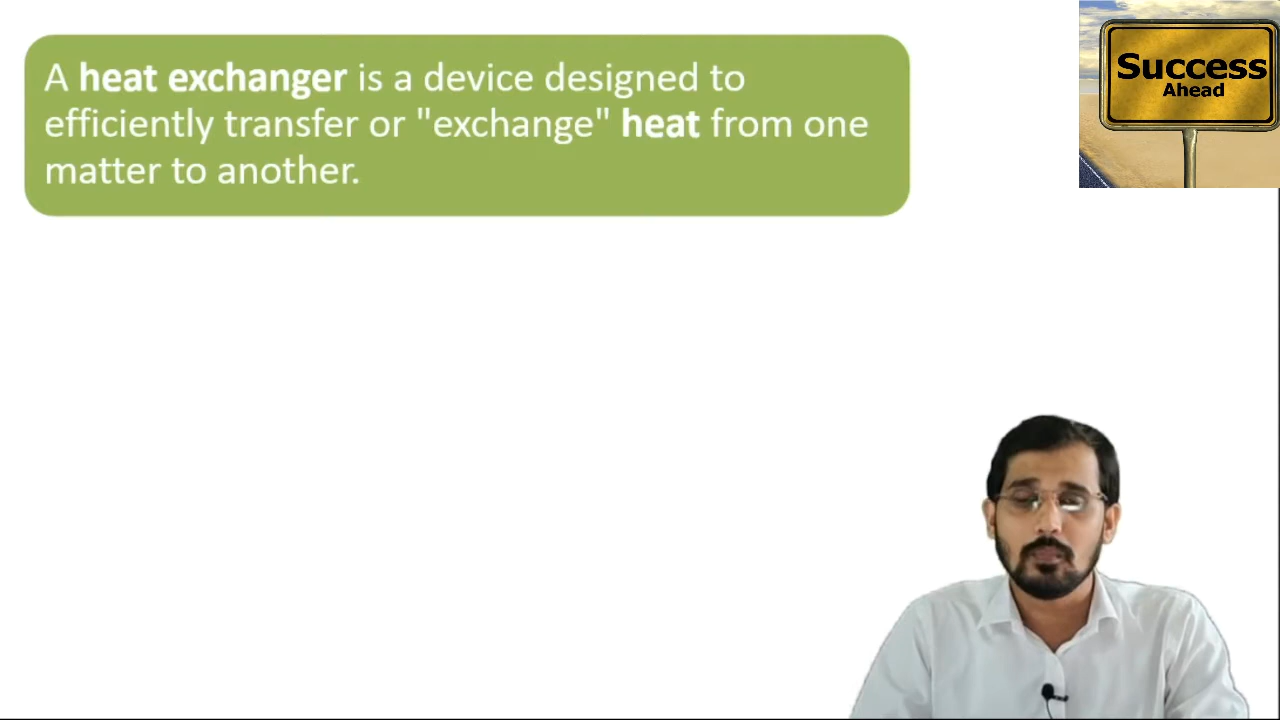 A heat exchanger is a device designed to
efficiently transfer or "exchange" heat from one
matter to another.
Success
Ahead